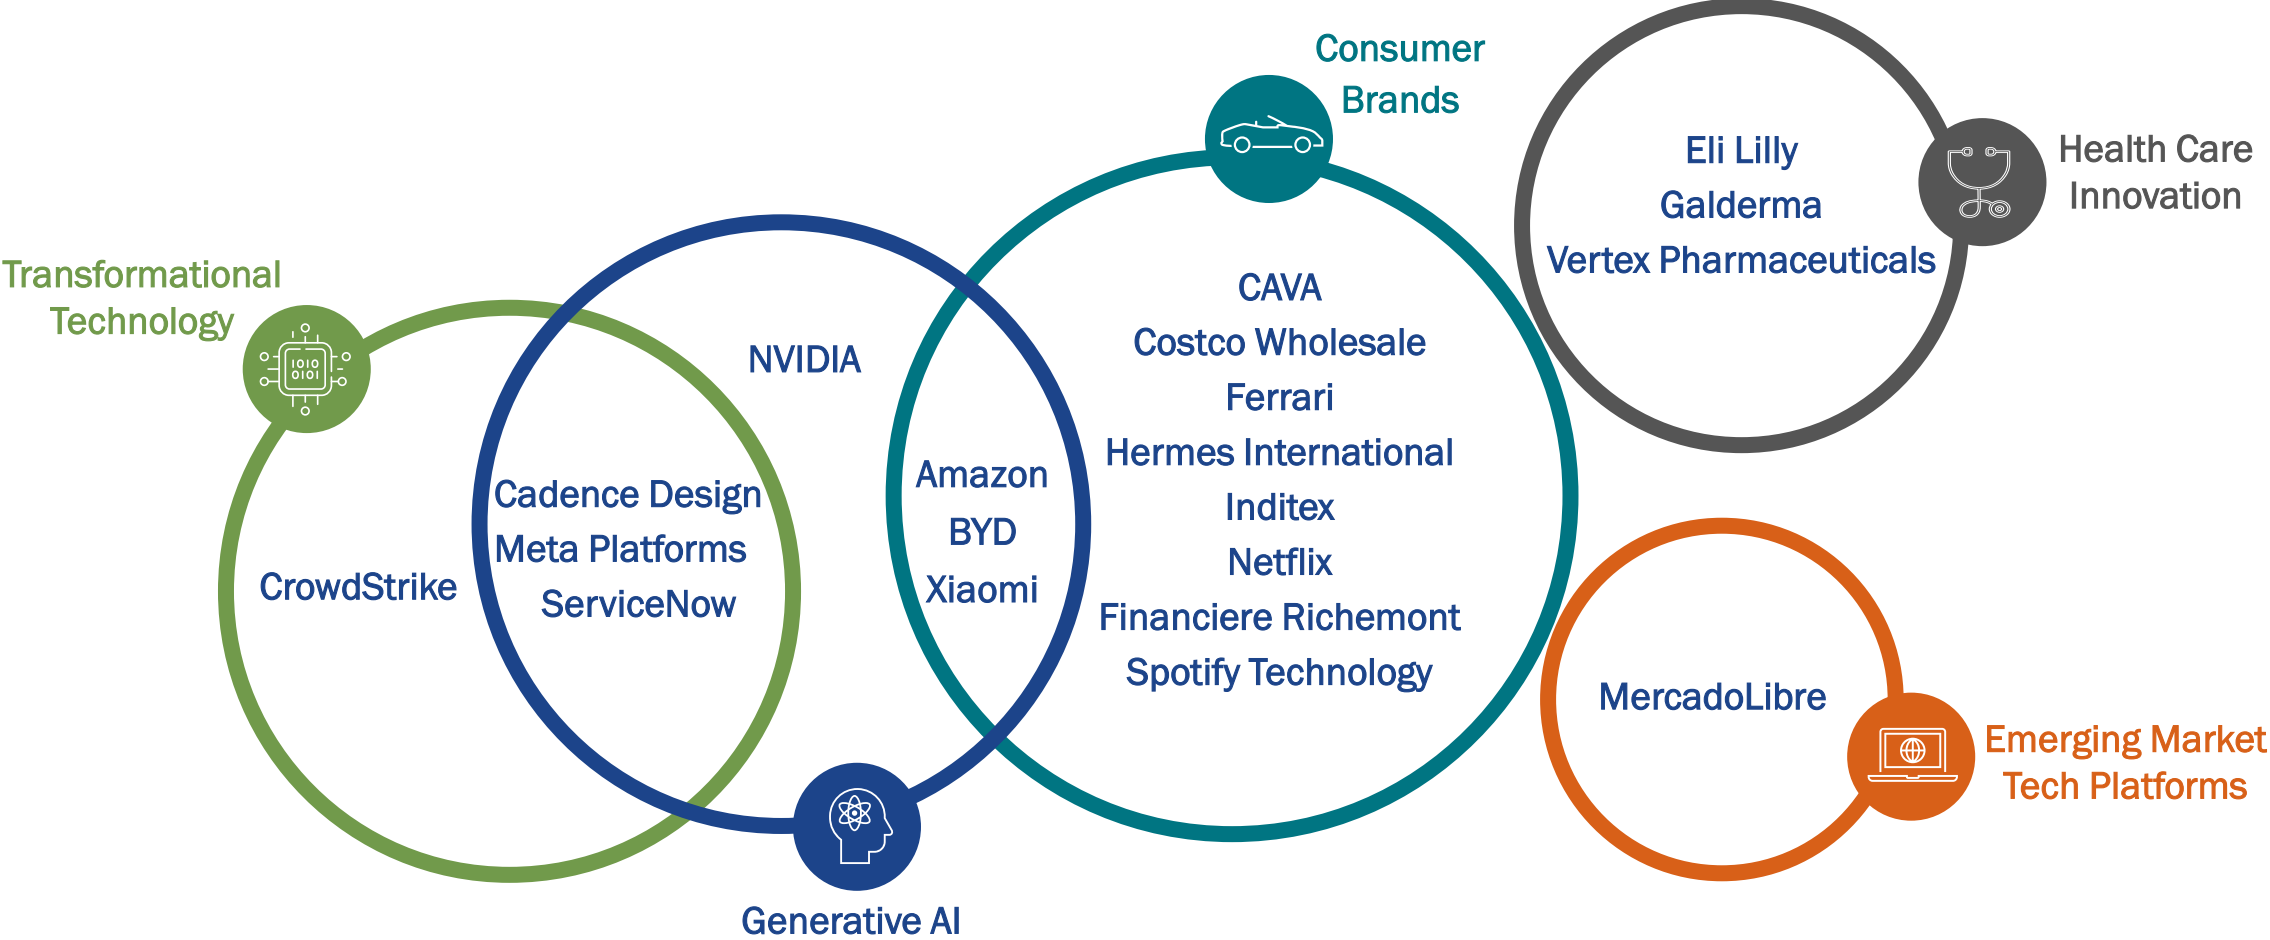 Transformational
Technology
1010
0101
CrowdStrike
Cadence Design
Meta Platforms
ServiceNow
NVIDIA
Generative AI
Amazon
BYD
Xiaomi
Consumer
Brands
CAVA
Costco Wholesale
Ferrari
Hermes International
Inditex
Netflix
Financiere Richemont
Spotify Technology
Health Care
Innovation
Eli Lilly
Galderma
Vertex Pharmaceuticals
MercadoLibre
Emerging Market
Tech Platforms